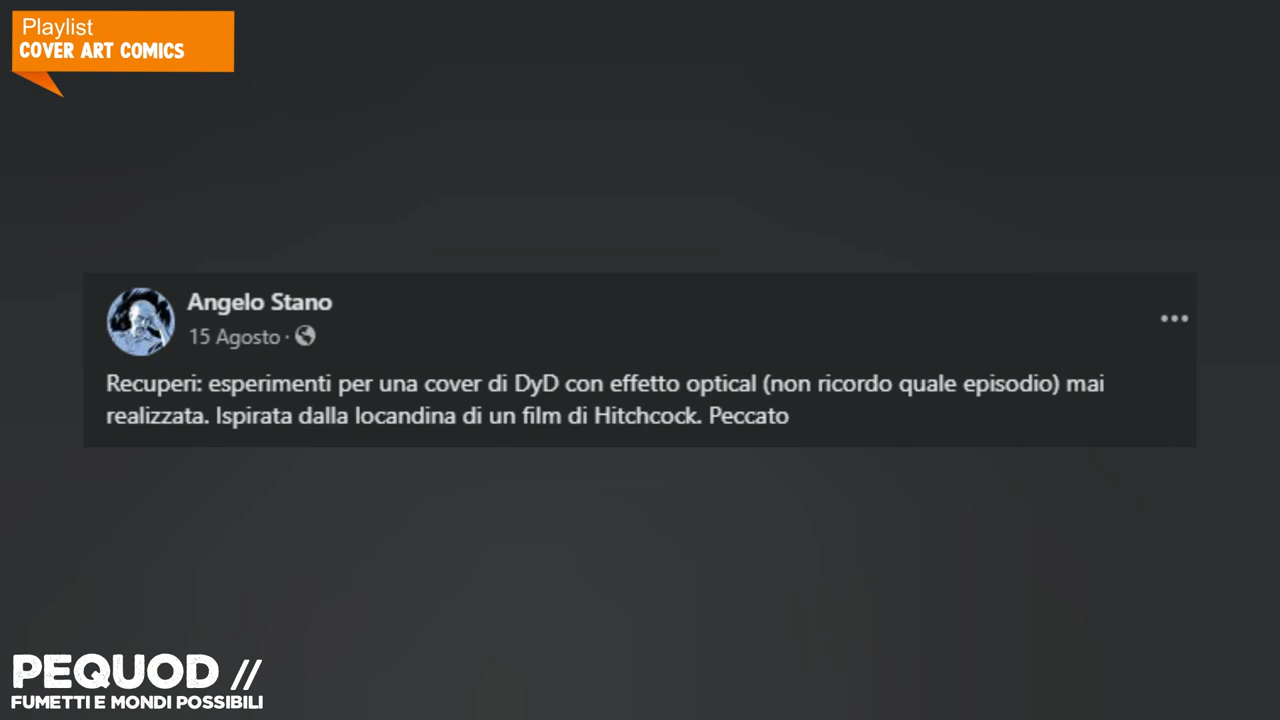 Playlist
COVER ART COMICS
Angelo Stano
15 Agosto ·
Recuperi: esperimenti per una cover di DyD con effetto optical (non ricordo quale episodio) mai
realizzata. Ispirata dalla locandina di un film di Hitchcock. Peccato
PEQUOD //
FUMETTI E MONDI POSSIBILI